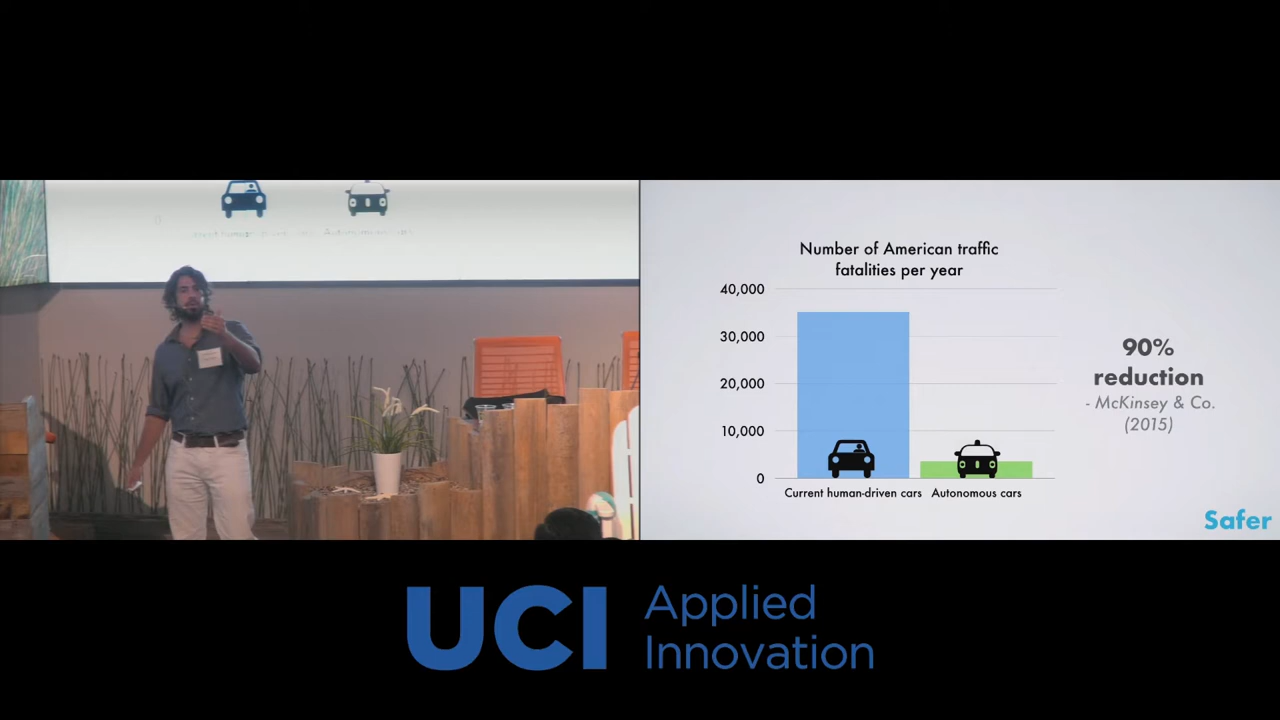 Number of American traffic
fatalities per year
40,000
30,000
20,000
10,000
0
Current human-driven cars
Autonomous cars
90%
reduction
- McKinsey & Co.
(2015)
Safer
UCI Applied
Innovation